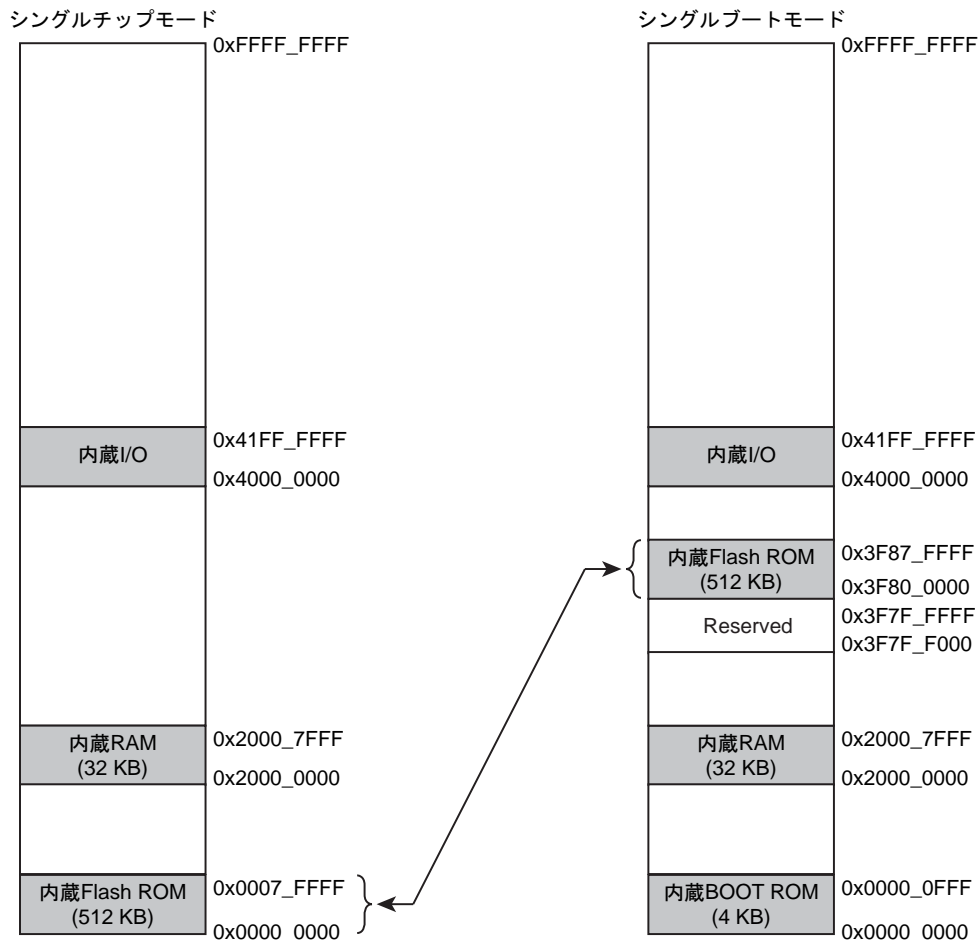 シングルチップモード
0xFFFF_FFFF
内蔵I/O
0x41FF_FFFF
0x4000_0000
内蔵RAM
(32 KB)
0x2000_7FFF
0x2000_0000
内蔵Flash ROM
(512 KB)
0x0007_FFFF
0x0000_0000
シングルブートモード
0xFFFF_FFFF
内蔵I/O
0x41FF_FFFF
0x4000_0000
内蔵Flash ROM
(512 KB)
0x3F87_FFFF
0x3F80_0000
Reserved
0x3F7F_FFFF
0x3F7F_F000
内蔵RAM
(32 KB)
0x2000_7FFF
0x2000_0000
内蔵BOOT ROM
(4 KB)
0x0000_0FFF
0x0000_0000